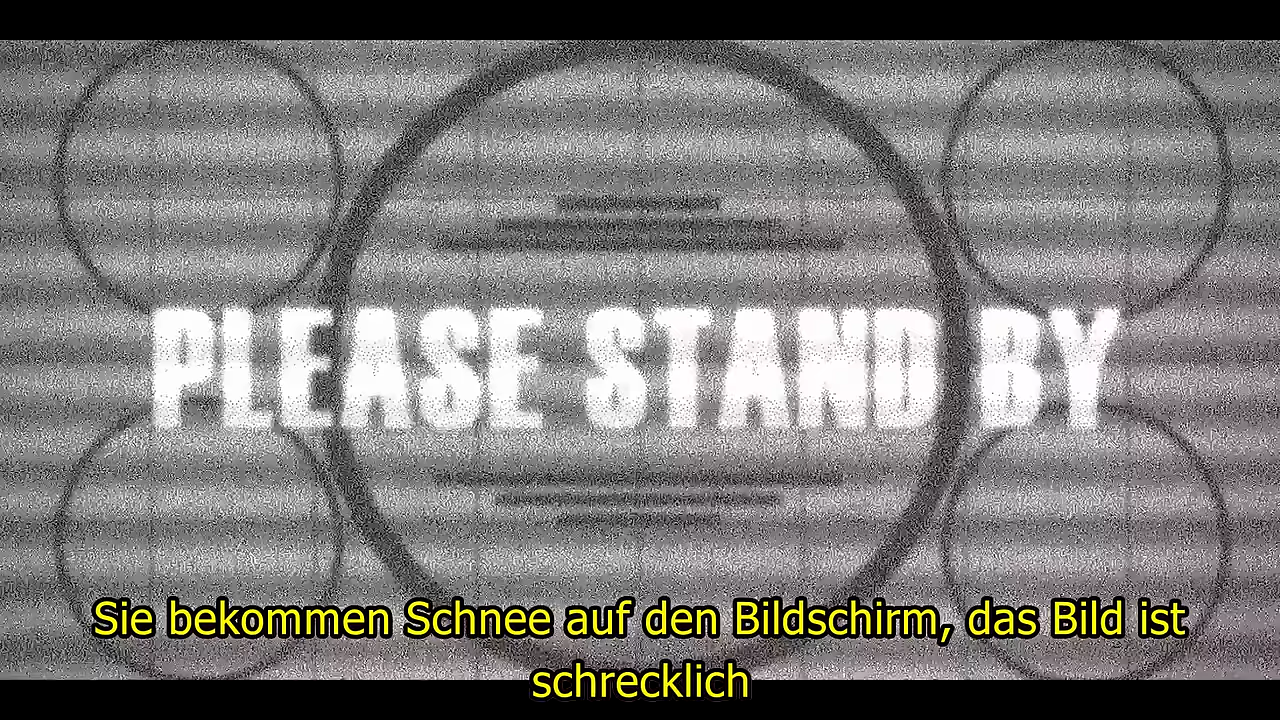 PLEASE STAND BY
Sie bekommen Schnee auf den Bildschirm, das Bild ist
schrecklich